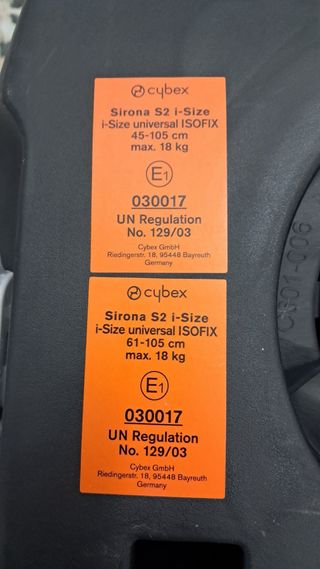 cybex
Sirona S2 i-Size
i-Size universal ISOFIX
45-105 cm
max. 18 kg
E1
030017
UN Regulation
No. 129/03
Cybex GmbH
Riedingerstr. 18, 95448 Bayreuth
Germany
cybex
Sirona S2 i-Size
i-Size universal ISOFIX
61-105 cm
max. 18 kg
E1
030017
UN Regulation
No. 129/03
Cybex GmbH
Riedingerstr. 18, 95448 Bayreuth
Germany